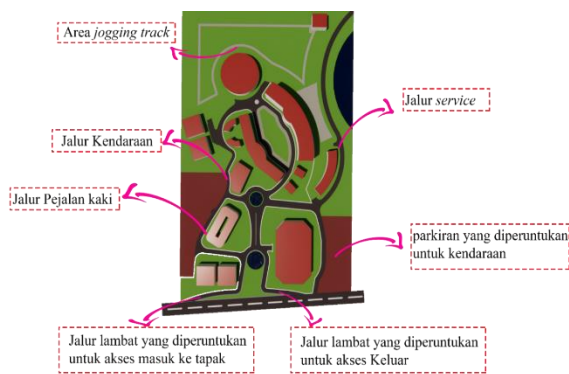 Area jogging track
Jalur service
Jalur Kendaraan
Jalur Pejalan kaki
parkiran yang diperuntukan
untuk kendaraan
Jalur lambat yang diperuntukan
untuk akses masuk ke tapak
Jalur lambat yang diperuntukan
untuk akses Keluar